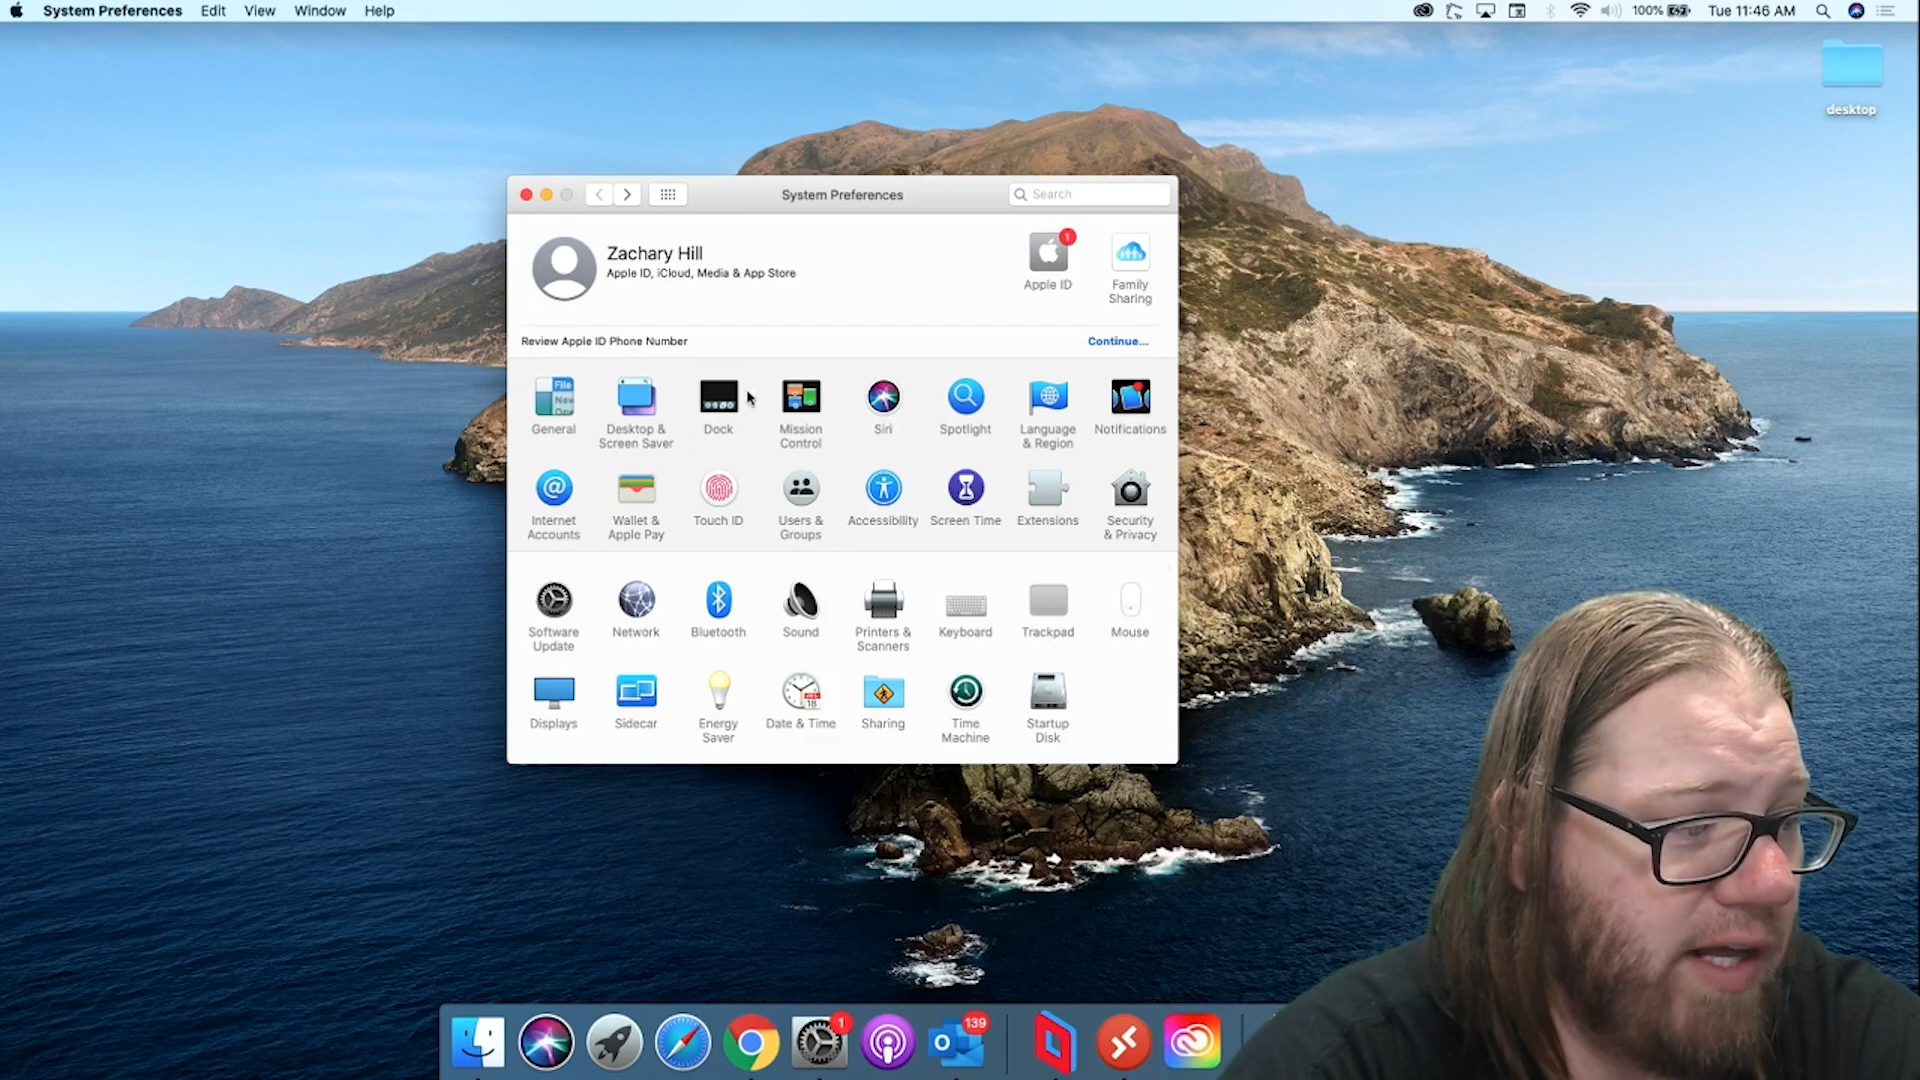 System Preferences Edit View Window Help 100% Tue 11:46 AM
desktop
System Preferences Search
Zachary Hill
Apple ID, iCloud, Media & App Store
1
Apple ID
Family
Sharing
Review Apple ID Phone Number Continue...
File
New
General
Desktop &
Screen Saver
Dock
Mission
Control
Siri
Spotlight
Language
& Region
Notifications
@
Internet
Accounts
Wallet &
Apple Pay
Touch ID
Users &
Groups
Accessibility
Screen Time
Extensions
Security
& Privacy
Software
Update
Network
Bluetooth
Sound
Printers &
Scanners
Keyboard
Trackpad
Mouse
Displays
Sidecar
Energy
Saver
18
Date & Time
Sharing
Time
Machine
Startup
Disk
1
139